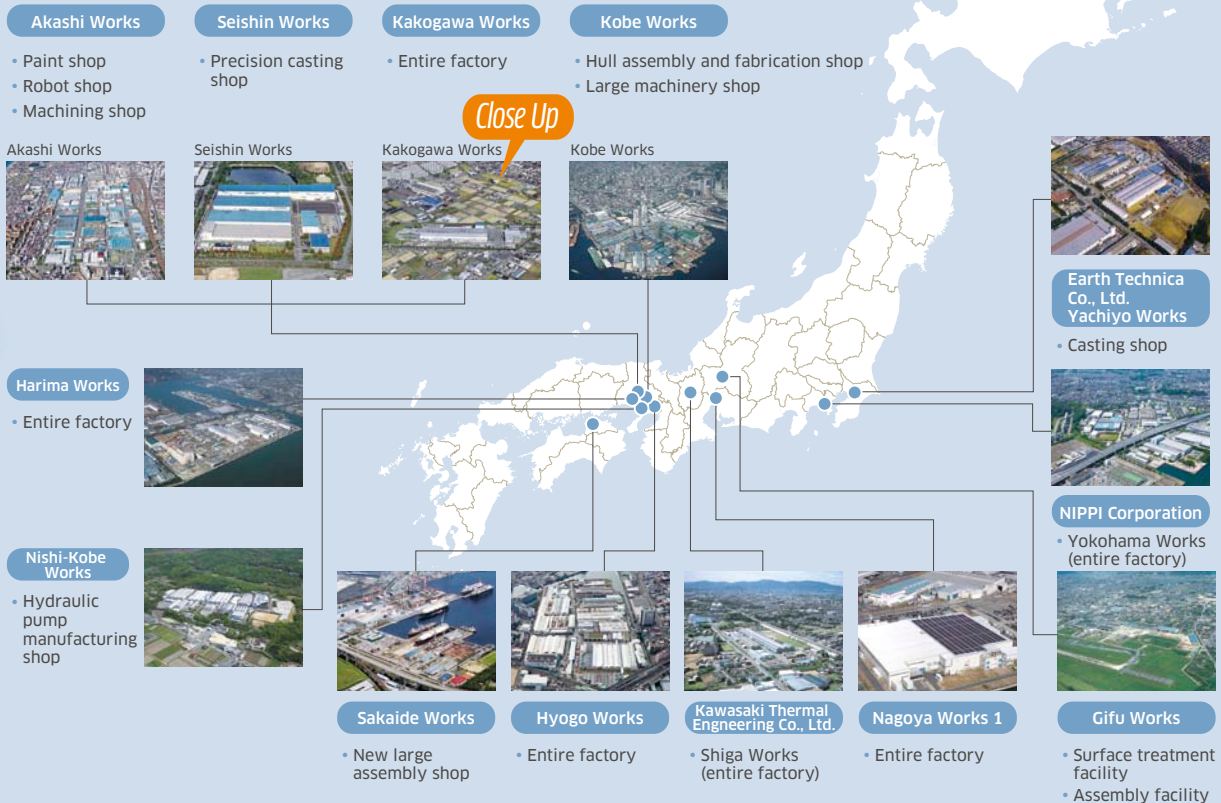 Akashi Works
• Paint shop
• Robot shop
• Machining shop
Seishin Works
• Precision casting
shop
Kakogawa Works
• Entire factory
Kobe Works
• Hull assembly and fabrication shop
• Large machinery shop
Close Up
Akashi Works
Seishin Works
Kakogawa Works
Kobe Works
Earth Technica
Co., Ltd.
Yachiyo Works
• Casting shop
Harima Works
• Entire factory
NIPPI Corporation
• Yokohama Works
(entire factory)
Nishi-Kobe
Works
• Hydraulic
pump
manufacturing
shop
Sakaide Works
• New large
assembly shop
Hyogo Works
• Entire factory
Kawasaki Thermal
Engneering Co., Ltd.
• Shiga Works
(entire factory)
Nagoya Works 1
• Entire factory
Gifu Works
• Surface treatment
facility
• Assembly facility